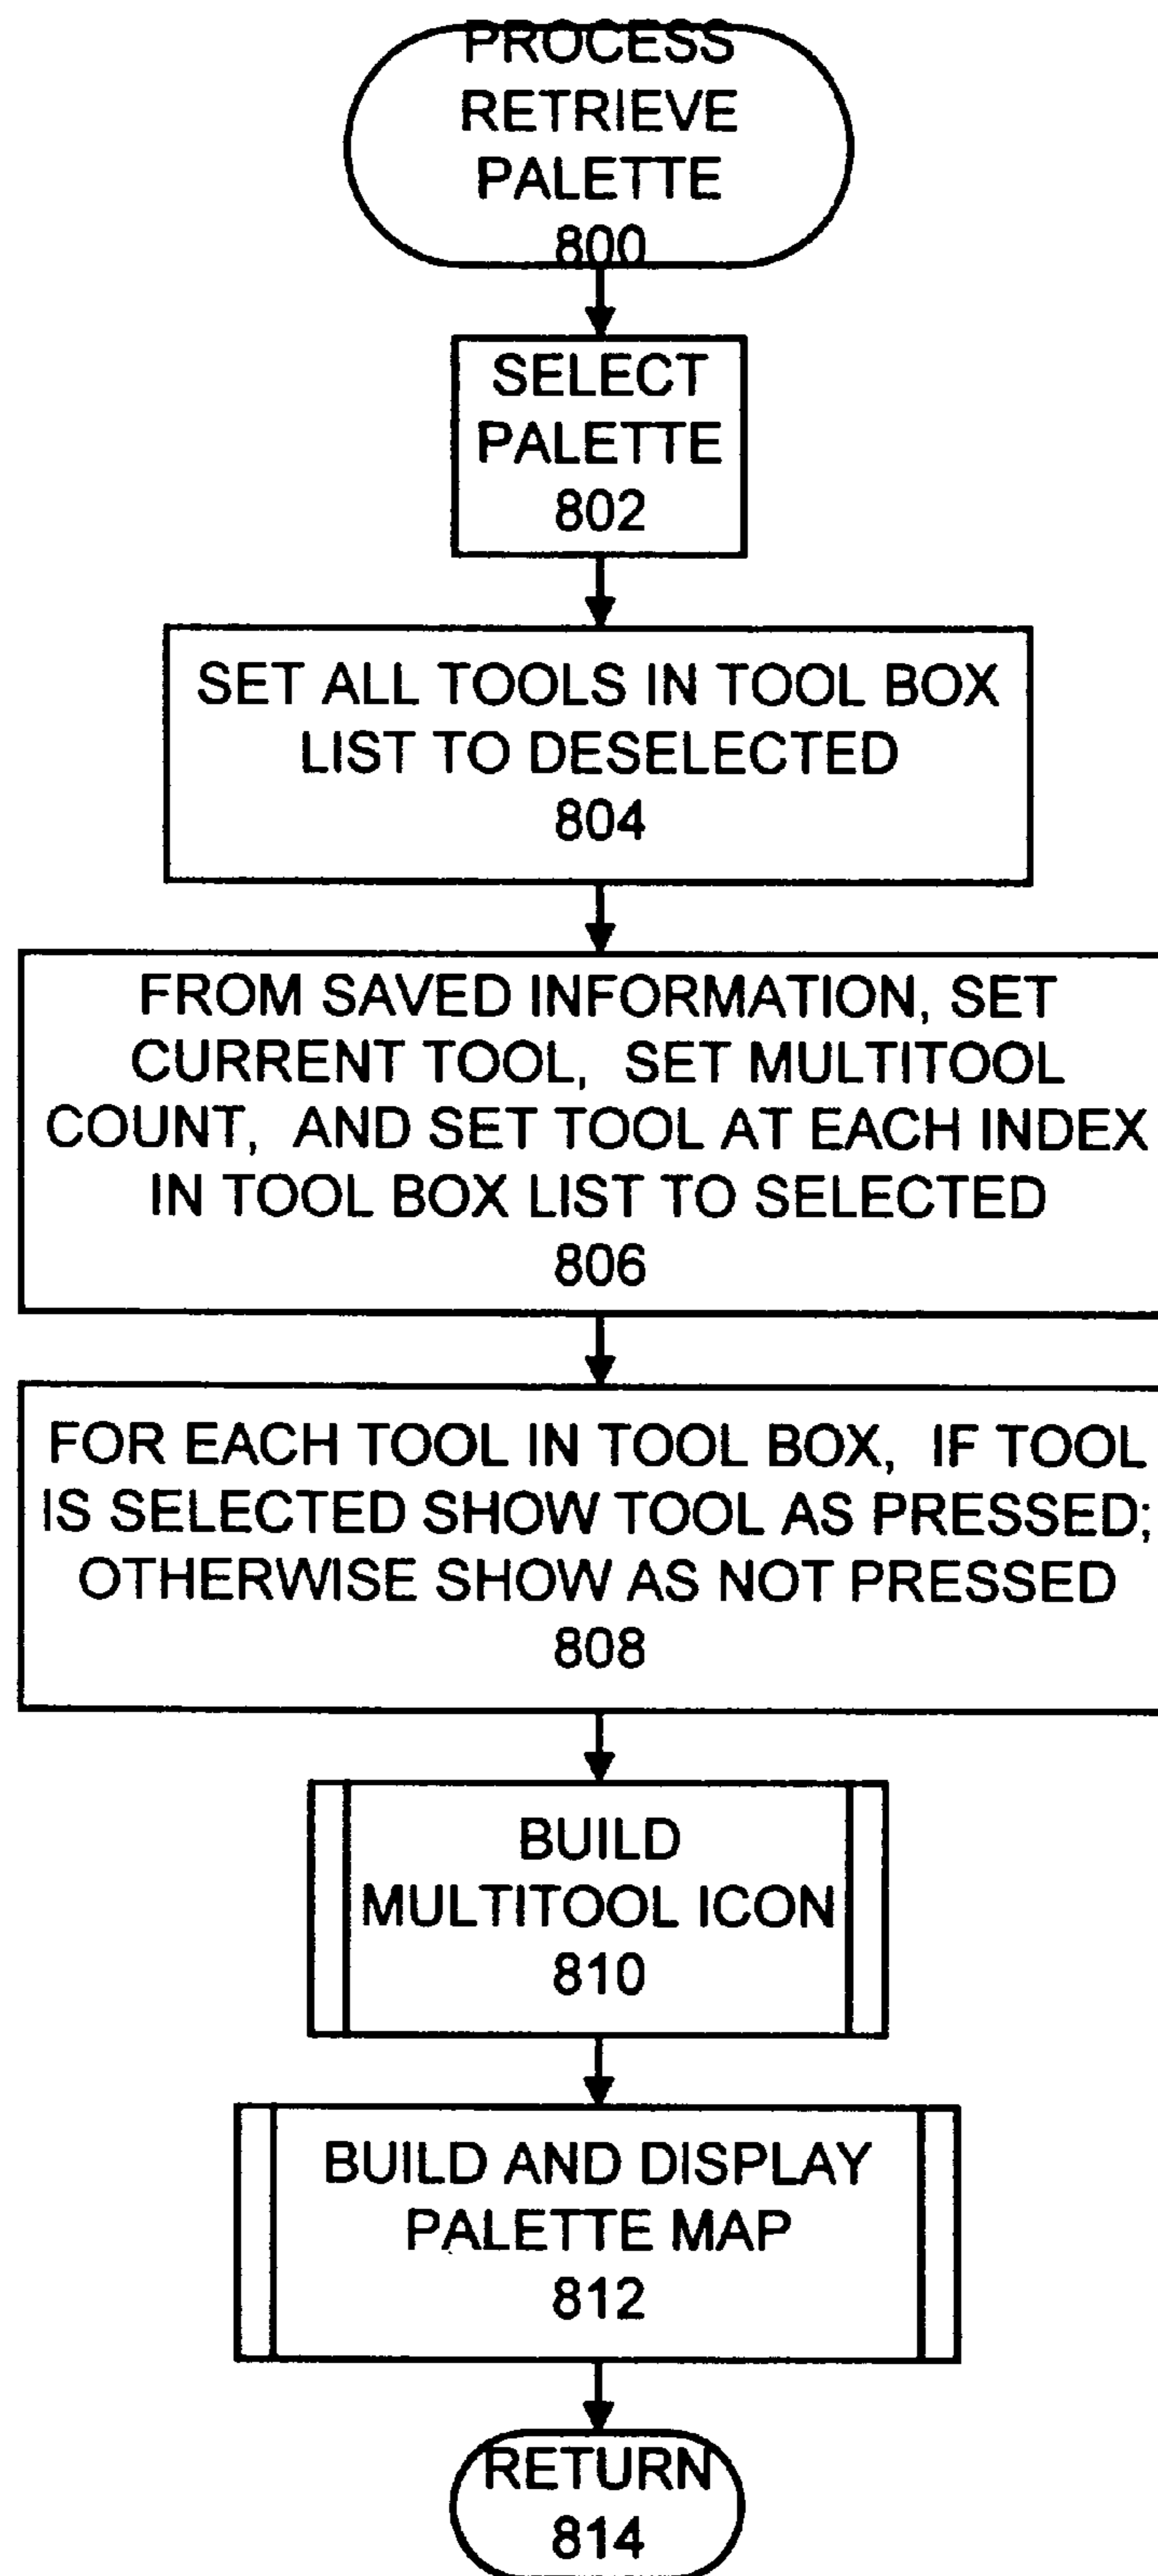 PROCESS
RETRIEVE
PALETTE
800
SELECT
PALETTE
802
SET ALL TOOLS IN TOOL BOX
LIST TO DESELECTED
804
FROM SAVED INFORMATION, SET
CURRENT TOOL, SET MULTITOOL
COUNT, AND SET TOOL AT EACH INDEX
IN TOOL BOX LIST TO SELECTED
806
FOR EACH TOOL IN TOOL BOX, IF TOOL
IS SELECTED SHOW TOOL AS PRESSED;
OTHERWISE SHOW AS NOT PRESSED
808
BUILD
MULTITOOL ICON
810
BUILD AND DISPLAY
PALETTE MAP
812
RETURN
814